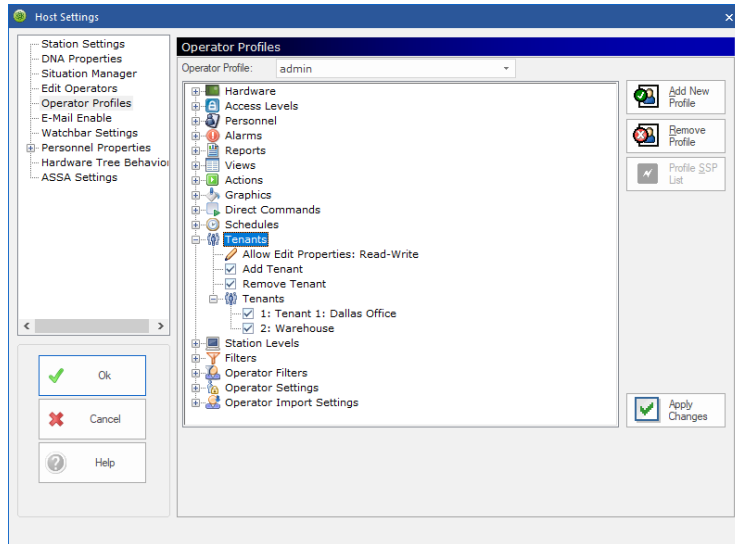 Host Settings
Station Settings
DNA Properties
Situation Manager
Edit Operators
Operator Profiles
E-Mail Enable
Watchbar Settings
Personnel Properties
Hardware Tree Behavior
ASSA Settings
Ok
Cancel
Help
Operator Profiles
Operator Profile: admin
Hardware
Access Levels
Personnel
Alarms
Reports
Views
Actions
Graphics
Direct Commands
Schedules
Tenants
Allow Edit Properties: Read-Write
Add Tenant
Remove Tenant
Tenants
1: Tenant 1: Dallas Office
2: Warehouse
Station Levels
Filters
Operator Filters
Operator Settings
Operator Import Settings
Add New
Profile
Remove
Profile
Profile SSP
List
Apply
Changes